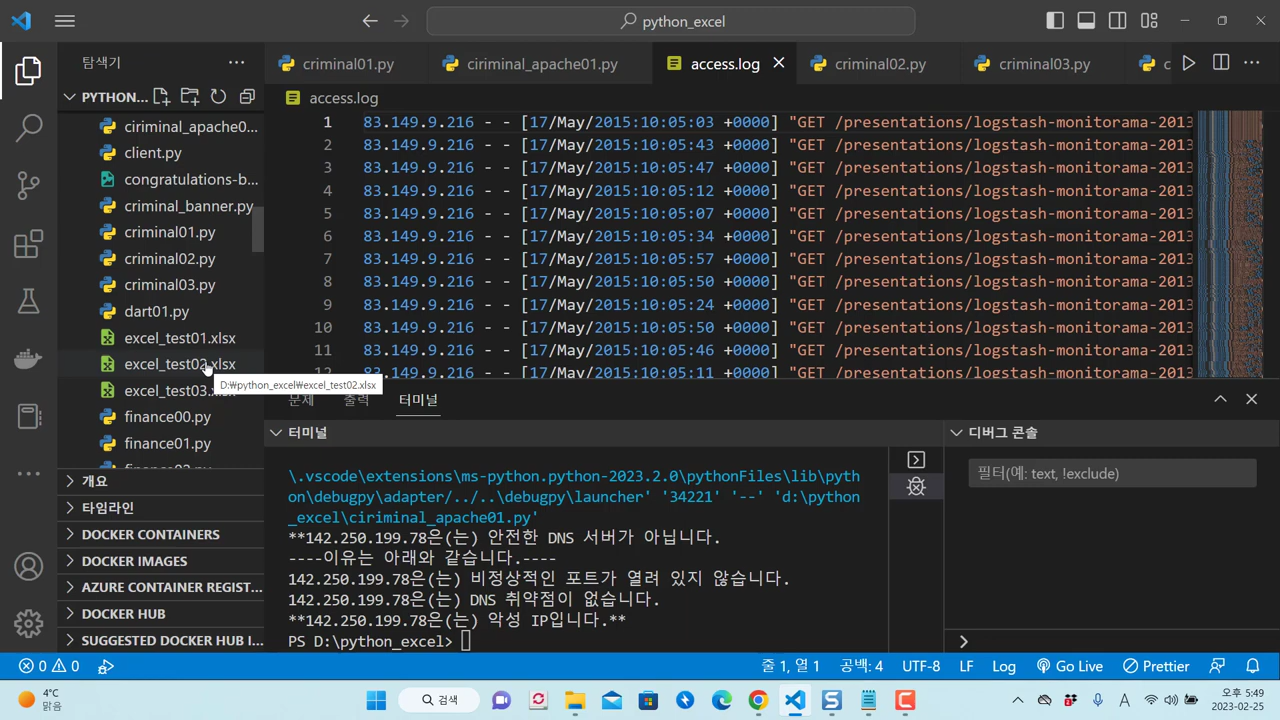 python_excel
탐색기
criminal01.py
ciriminal_apache01.py
access.log
criminal02.py
criminal03.py
c
PYTHON...
access.log
ciriminal_apache0...
client.py
congratulations-b...
criminal_banner.py
criminal01.py
criminal02.py
criminal03.py
dart01.py
excel_test01.xlsx
excel_test02.xlsx
D:₩python_excel₩excel_test02.xlsx
excel_test03.xlsx
finance00.py
finance01.py
1 83.149.9.216 - - [17/May/2015:10:05:03 +0000] "GET /presentations/logstash-monitorama-2013
2 83.149.9.216 - - [17/May/2015:10:05:43 +0000] "GET /presentations/logstash-monitorama-2013
3 83.149.9.216 - - [17/May/2015:10:05:47 +0000] "GET /presentations/logstash-monitorama-2013
4 83.149.9.216 - - [17/May/2015:10:05:12 +0000] "GET /presentations/logstash-monitorama-2013
5 83.149.9.216 - - [17/May/2015:10:05:07 +0000] "GET /presentations/logstash-monitorama-2013
6 83.149.9.216 - - [17/May/2015:10:05:34 +0000] "GET /presentations/logstash-monitorama-2013
7 83.149.9.216 - - [17/May/2015:10:05:57 +0000] "GET /presentations/logstash-monitorama-2013
8 83.149.9.216 - - [17/May/2015:10:05:50 +0000] "GET /presentations/logstash-monitorama-2013
9 83.149.9.216 - - [17/May/2015:10:05:24 +0000] "GET /presentations/logstash-monitorama-2013
10 83.149.9.216 - - [17/May/2015:10:05:50 +0000] "GET /presentations/logstash-monitorama-2013
11 83.149.9.216 - - [17/May/2015:10:05:46 +0000] "GET /presentations/logstash-monitorama-2013
12 83.149.9.216 - - [17/May/2015:10:05:11 +0000] "GET /presentations/logstash-monitorama-2013
문제
출력
터미널
터미널
디버그 콘솔
필터(예: text, !exclude)
\.vscode\extensions\ms-python.python-2023.2.0\pythonFiles\lib\pyth
on\debugpy\adapter/../..\debugpy\launcher' '34221' '--' 'd:\python
_excel\ciriminal_apache01.py'
**142.250.199.78은(는) 안전한 DNS 서버가 아닙니다.
----이유는 아래와 같습니다.----
142.250.199.78은(는) 비정상적인 포트가 열려 있지 않습니다.
142.250.199.78은(는) DNS 취약점이 없습니다.
**142.250.199.78은(는) 악성 IP입니다.**
PS D:\python_excel>
개요
타임라인
DOCKER CONTAINERS
DOCKER IMAGES
AZURE CONTAINER REGIST...
DOCKER HUB
SUGGESTED DOCKER HUB I...
0
0
줄 1, 열 1
공백: 4
UTF-8
LF
Log
Go Live
Prettier
4°C
맑음
검색
A
오후 5:49
2023-02-25